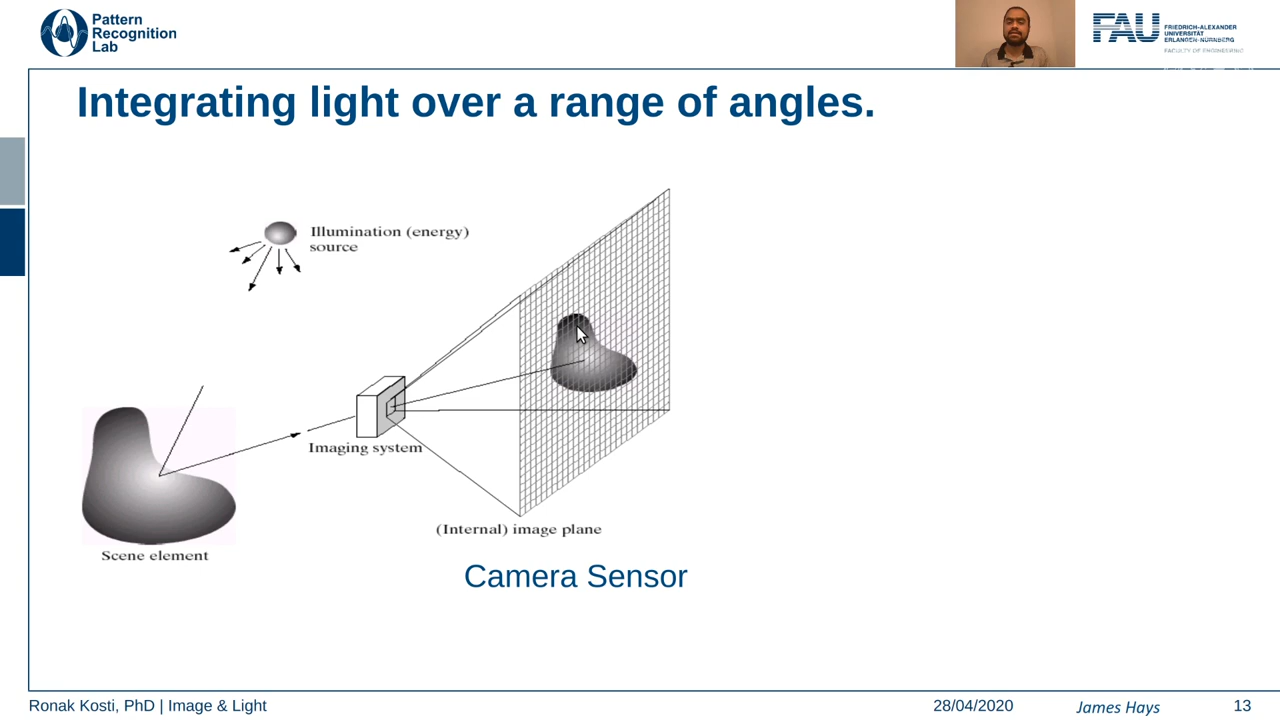 Pattern
Recognition
Lab
FAU
FRIEDRICH-ALEXANDER
UNIVERSITÄT
ERLANGEN-NÜRNBERG
FACULTY OF ENGINEERING
Integrating light over a range of angles.
Illumination (energy)
source
Imaging system
(Internal) image plane
Scene element
Camera Sensor
Ronak Kosti, PhD | Image & Light
28/04/2020
James Hays
13